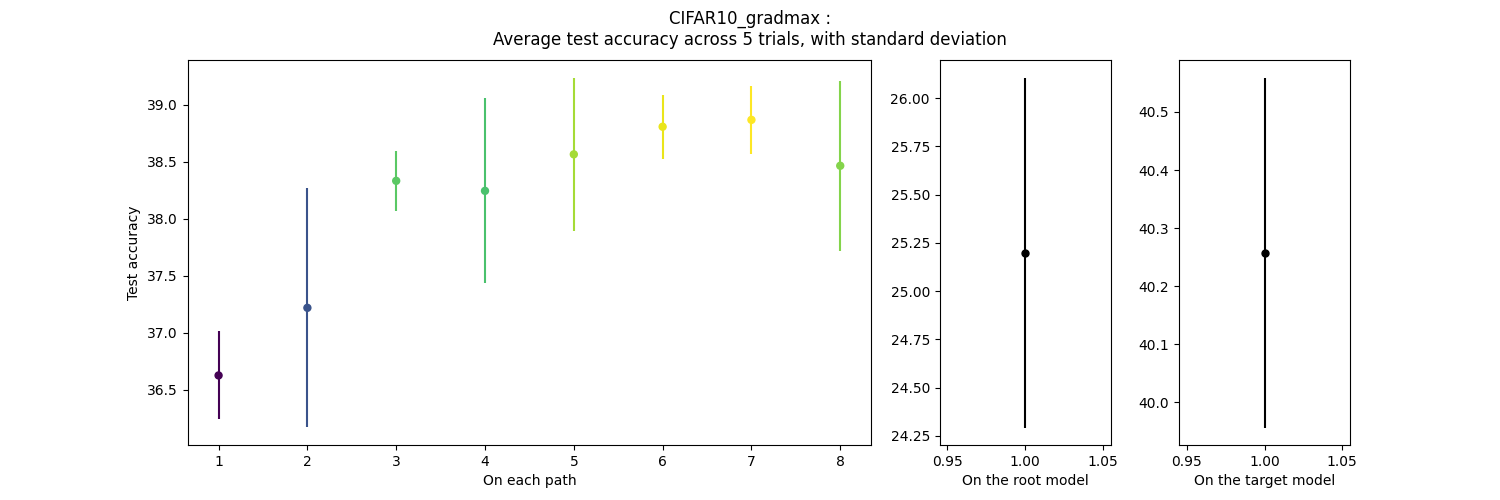 CIFAR10_gradmax :
Average test accuracy across 5 trials, with standard deviation
Test accuracy
39.0
38.5
38.0
37.5
37.0
36.5
1 2 3 4 5 6 7 8
On each path
26.00
25.75
25.50
25.25
25.00
24.75
24.50
24.25
0.95 1.00 1.05
On the root model
40.5
40.4
40.3
40.2
40.1
40.0
0.95 1.00 1.05
On the target model